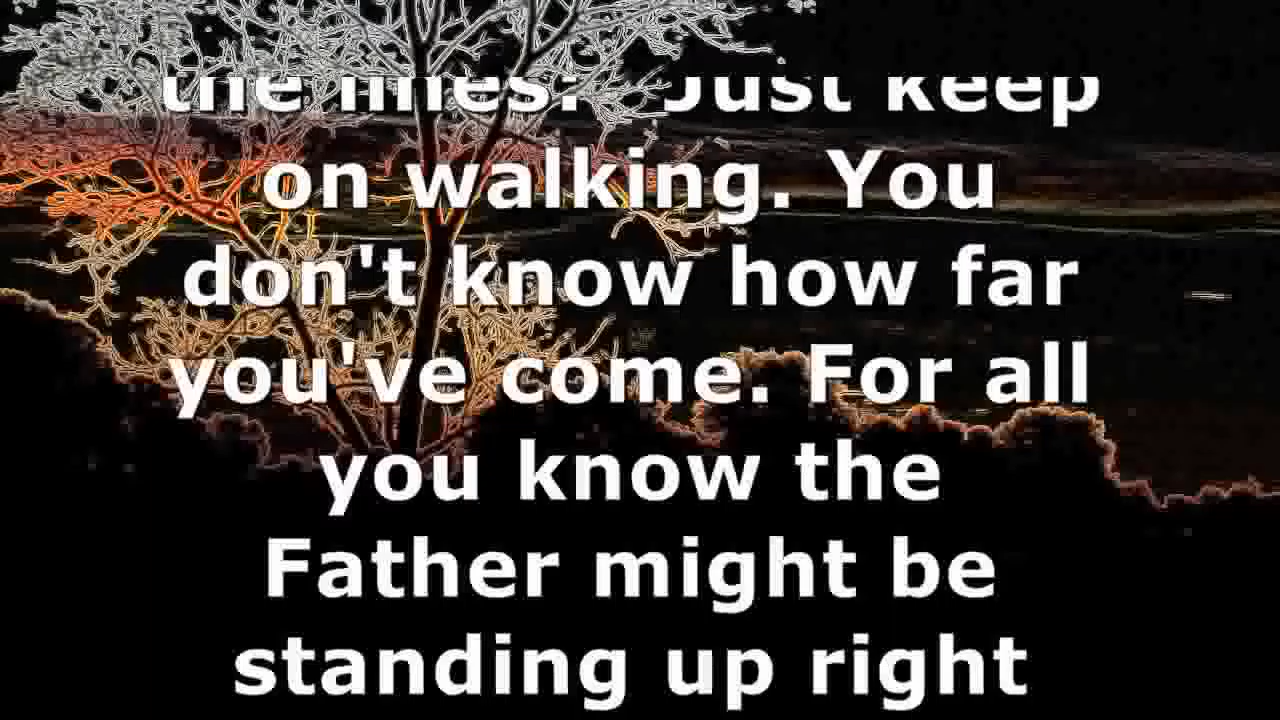 the lines: Just keep
on walking. You
don't know how far
you've come. For all
you know the
Father might be
standing up right